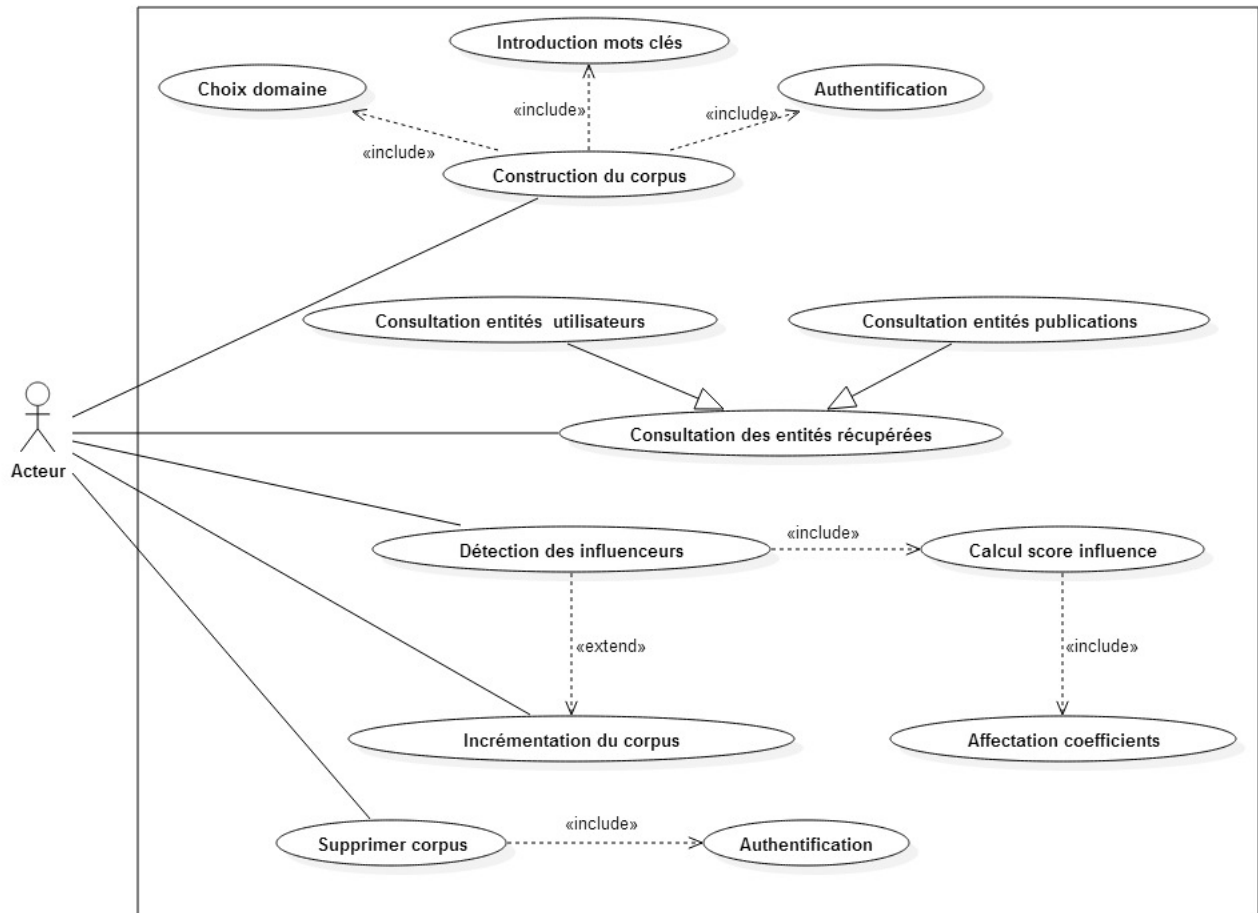 Introduction mots clés
Choix domaine
Authentification
«include»
«include»
«include»
Construction du corpus
Consultation entités utilisateurs
Consultation entités publications
Consultation des entités récupérées
Acteur
«include»
Détection des influenceurs
Calcul score influence
«extend»
«include»
Incrémentation du corpus
Affectation coefficients
«include»
Supprimer corpus
Authentification